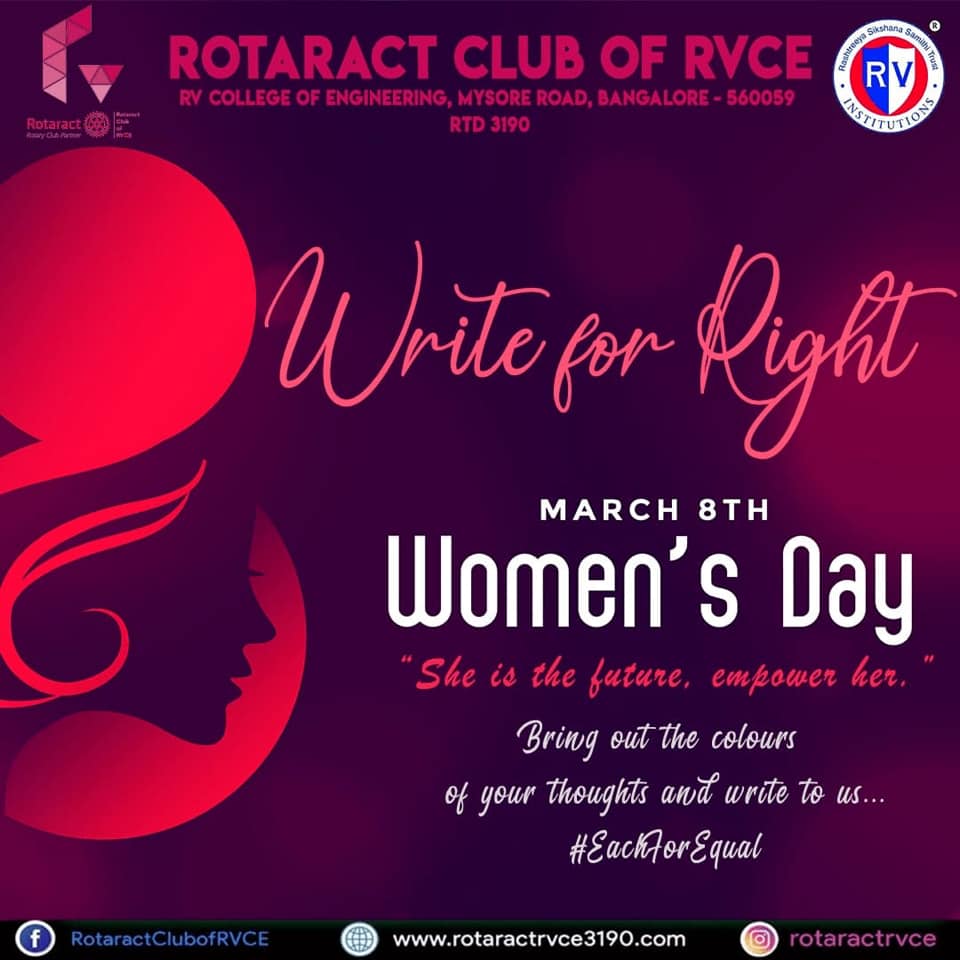 ROTARACT CLUB OF RVCE
RV COLLEGE OF ENGINEERING, MYSORE ROAD, BANGALORE - 560059
RTD 3190
Rotaract
Rotary Club Partner
Rotaract
Club
of
RVCE
Rashtreeya Sikshana Samithi Trust
RV
INSTITUTIONS
®
Write for Right
MARCH 8TH
Women's Day
"She is the future, empower her."
Bring out the colours
of your thoughts and write to us...
#EachForEqual
RotaractClubofRVCE
www.rotaractrvce3190.com
rotaractrvce